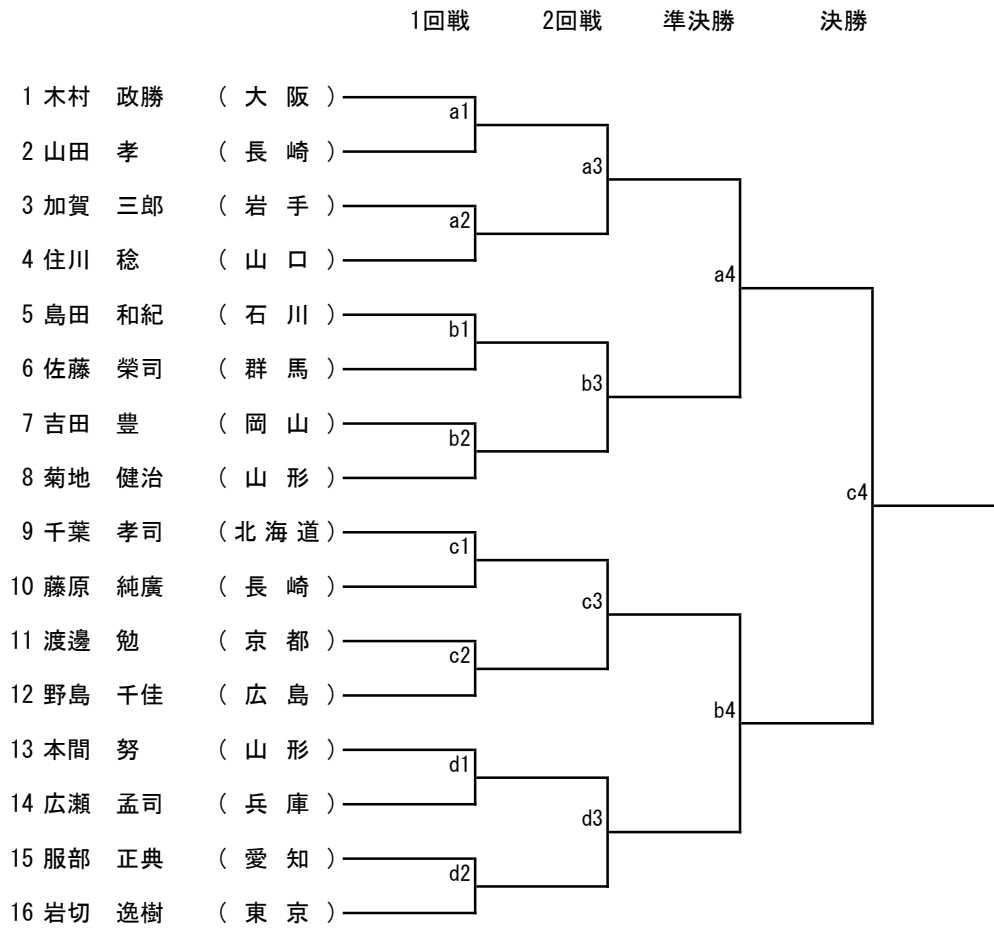 1回戦 2回戦 準決勝 決勝
1 木村 政勝 ( 大 阪 )
a1
2 山田 孝 ( 長 崎 )
a3
3 加賀 三郎 ( 岩 手 )
a2
4 住川 稔 ( 山 口 )
a4
5 島田 和紀 ( 石 川 )
b1
6 佐藤 榮司 ( 群 馬 )
b3
7 吉田 豊 ( 岡 山 )
b2
8 菊地 健治 ( 山 形 )
c4
9 千葉 孝司 (北 海 道)
c1
10 藤原 純廣 ( 長 崎 )
c3
11 渡邊 勉 ( 京 都 )
c2
12 野島 千佳 ( 広 島 )
b4
13 本間 努 ( 山 形 )
d1
14 広瀬 孟司 ( 兵 庫 )
d3
15 服部 正典 ( 愛 知 )
d2
16 岩切 逸樹 ( 東 京 )